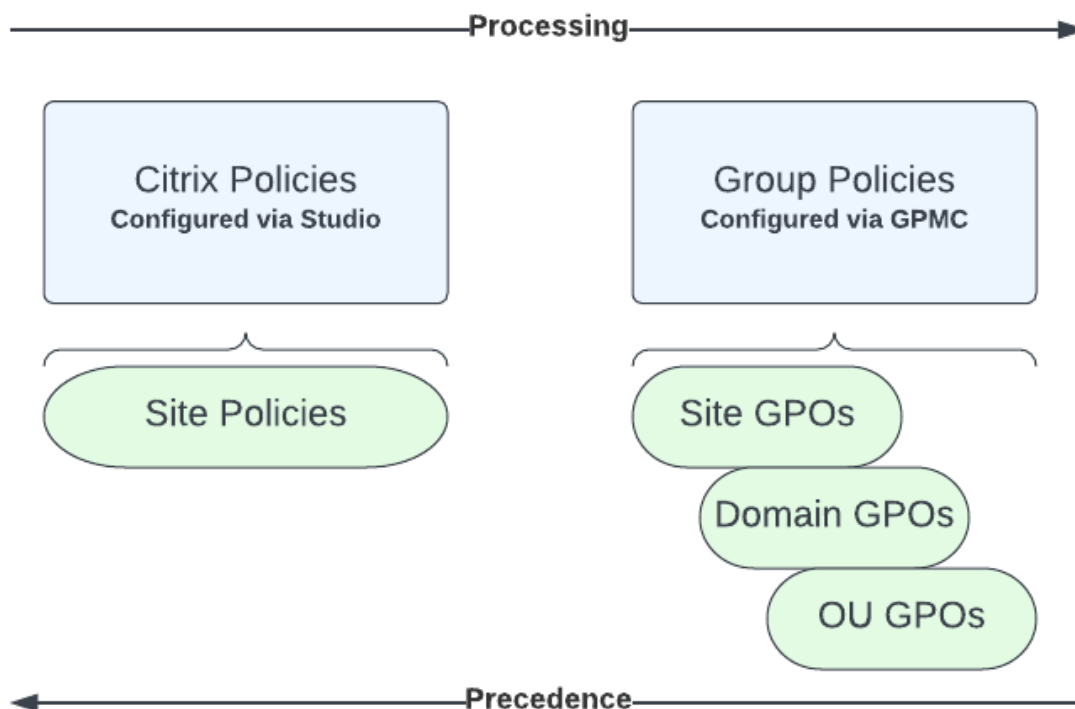 Processing
Citrix Policies
Configured via Studio
Group Policies
Configured via GPMC
Site Policies
Site GPOs
Domain GPOs
OU GPOs
Precedence